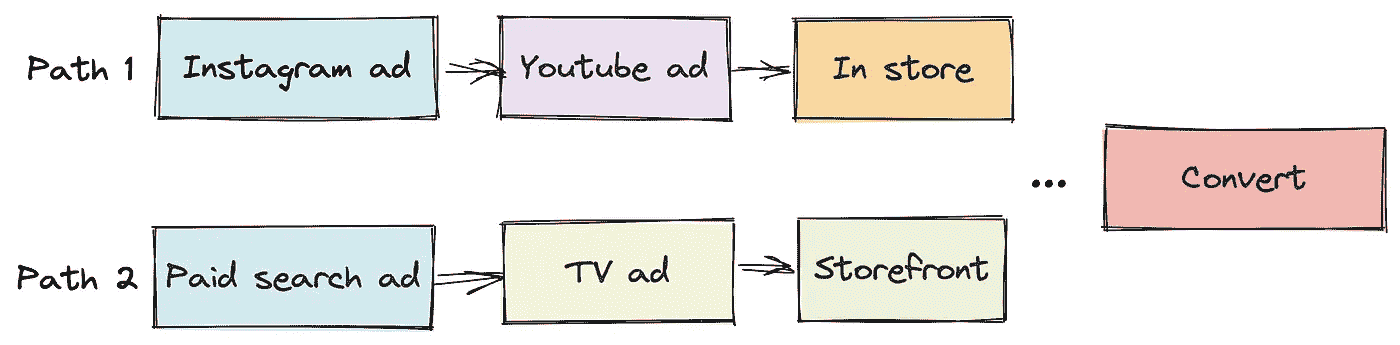 Path 1 Instagram ad Youtube ad In store
... Convert
Path 2 Paid search ad TV ad Storefront